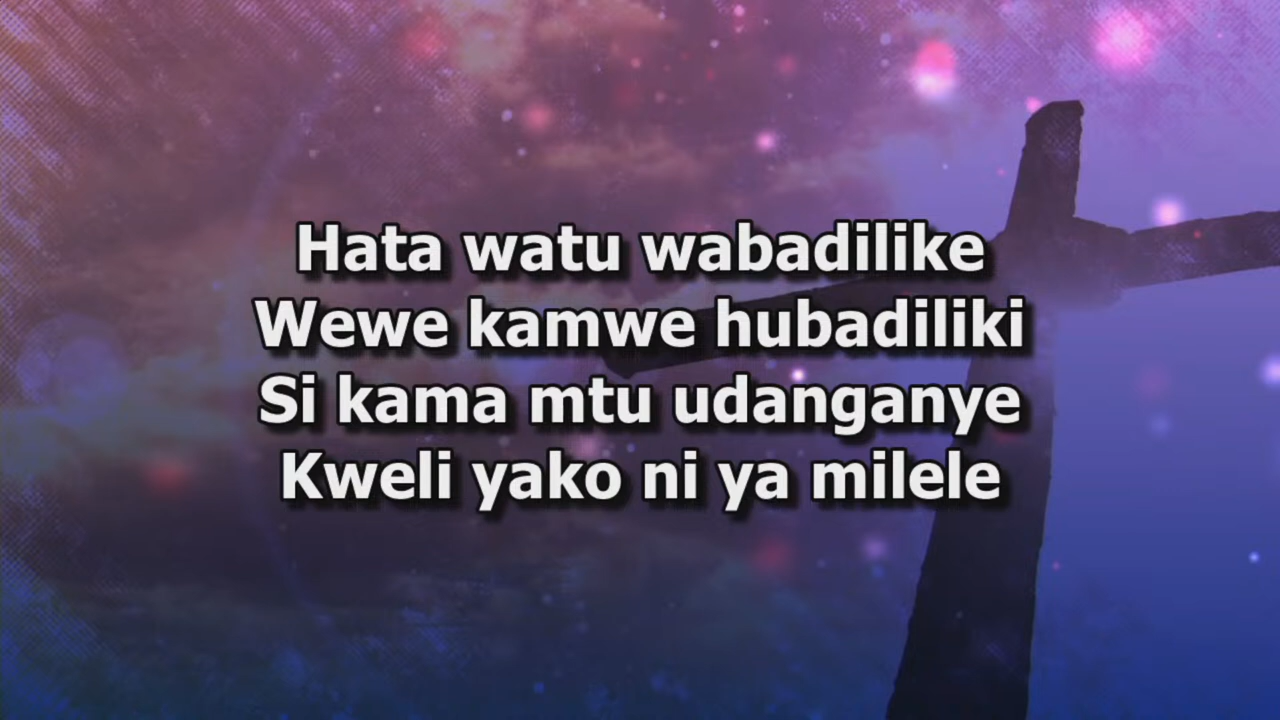 Hata watu wabadilike
Wewe kamwe hubadiliki
Si kama mtu udanganye
Kweli yako ni ya milele